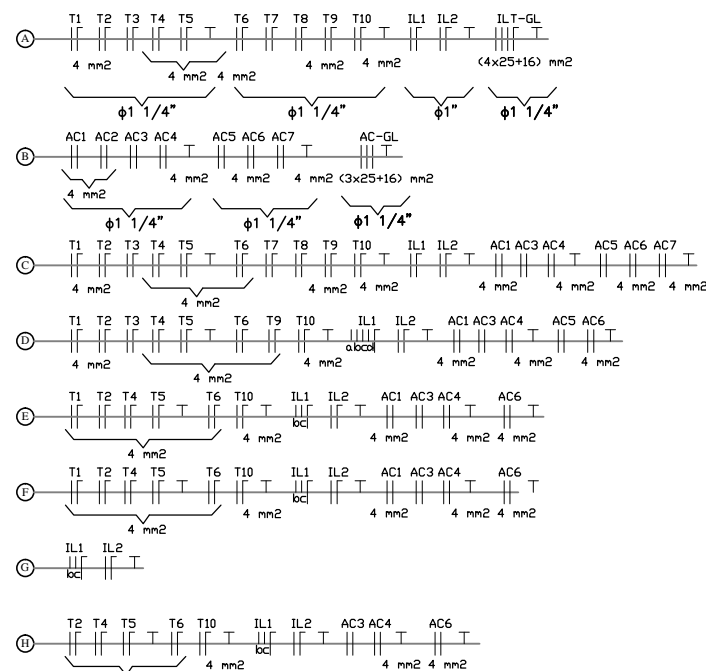 T1 T2 T3 T4 T5 T6 T7 T8 T9 T10 IL1 IL2 ILT-GL
A
4 mm2 4 mm2 4 mm2 4 mm2 4 mm2 (4x25+16) mm2
ϕ1 1/4" ϕ1 1/4" ϕ1" ϕ1 1/4"
AC1 AC2 AC3 AC4 AC5 AC6 AC7 AC-GL
B
4 mm2 4 mm2 4 mm2 4 mm2 (3x25+16) mm2
ϕ1 1/4" ϕ1 1/4" ϕ1 1/4"
T1 T2 T3 T4 T5 T6 T7 T8 T9 T10 IL1 IL2 AC1 AC3 AC4 AC5 AC6 AC7
C
4 mm2 4 mm2 4 mm2 4 mm2 4 mm2 4 mm2 4 mm2 4 mm2 4 mm2
T1 T2 T3 T4 T5 T6 T9 T10 IL1 IL2 AC1 AC3 AC4 AC5 AC6
D
4 mm2 4 mm2 4 mm2 4 mm2 4 mm2 4 mm2
T1 T2 T4 T5 T6 T10 IL1 IL2 AC1 AC3 AC4 AC6
E
4 mm2 4 mm2 4 mm2 4 mm2 4 mm2
T1 T2 T4 T5 T6 T10 IL1 IL2 AC1 AC3 AC4 AC6
F
4 mm2 4 mm2 4 mm2 4 mm2 4 mm2
IL1 IL2
G
T2 T4 T5 T6 T10 IL1 IL2 AC3 AC4 AC6
H
4 mm2 4 mm2 4 mm2